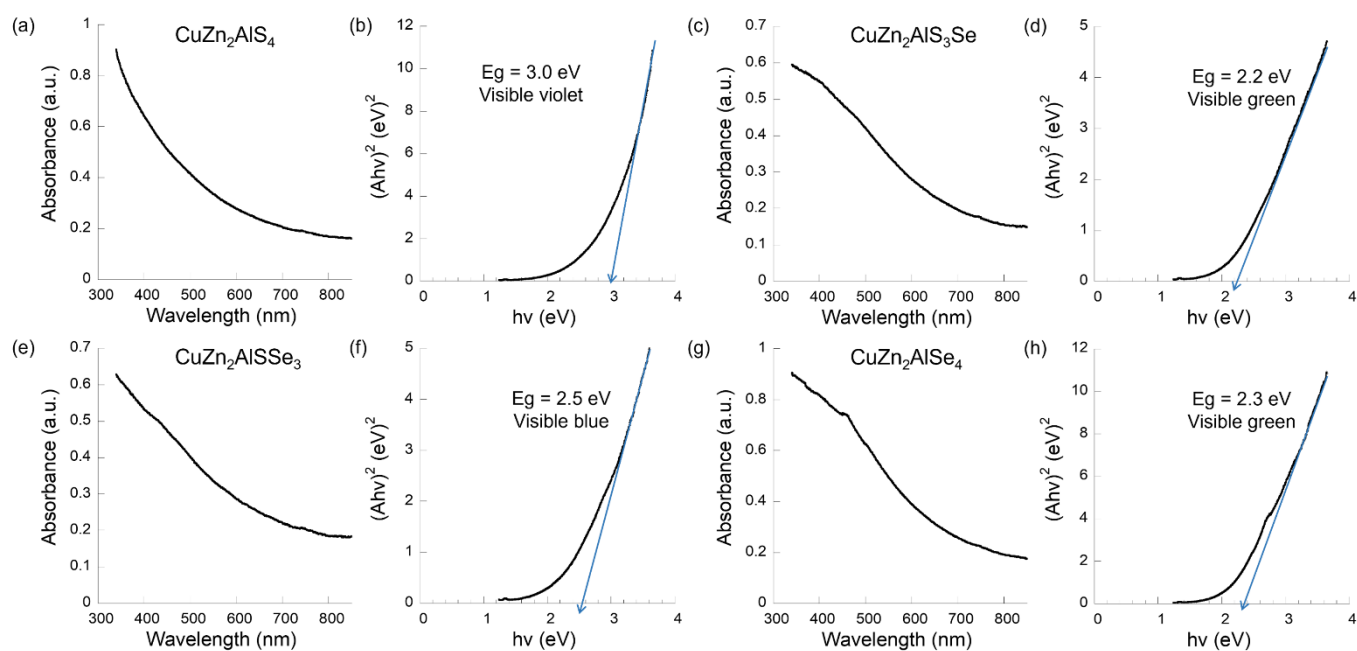 (a)
CuZn₂AlS₄
1
0.8
0.6
0.4
0.2
0
Absorbance (a.u.)
300 400 500 600 700 800
Wavelength (nm)
(b)
Eg = 3.0 eV
Visible violet
12
10
8
6
4
2
0
(Ahv)² (eV)²
0 1 2 3 4
hv (eV)
(c)
CuZn₂AlS₃Se
0.7
0.6
0.5
0.4
0.3
0.2
0.1
0
Absorbance (a.u.)
300 400 500 600 700 800
Wavelength (nm)
(d)
Eg = 2.2 eV
Visible green
5
4
3
2
1
0
(Ahv)² (eV)²
0 1 2 3 4
hv (eV)
(e)
CuZn₂AlSSe₃
0.7
0.6
0.5
0.4
0.3
0.2
0.1
0
Absorbance (a.u.)
300 400 500 600 700 800
Wavelength (nm)
(f)
Eg = 2.5 eV
Visible blue
5
4
3
2
1
0
(Ahv)² (eV)²
0 1 2 3 4
hv (eV)
(g)
CuZn₂AlSe₄
1
0.8
0.6
0.4
0.2
0
Absorbance (a.u.)
300 400 500 600 700 800
Wavelength (nm)
(h)
Eg = 2.3 eV
Visible green
12
10
8
6
4
2
0
(Ahv)² (eV)²
0 1 2 3 4
hv (eV)